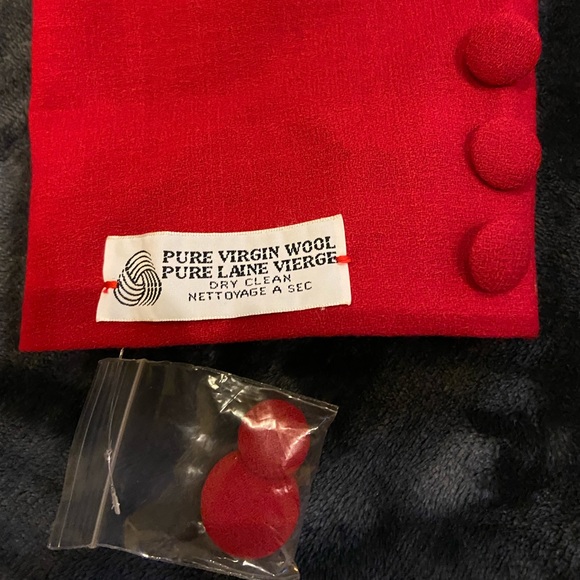 PURE VIRGIN WOOL
PURE LAINE VIERGE
DRY CLEAN
NETTOYAGE A SEC